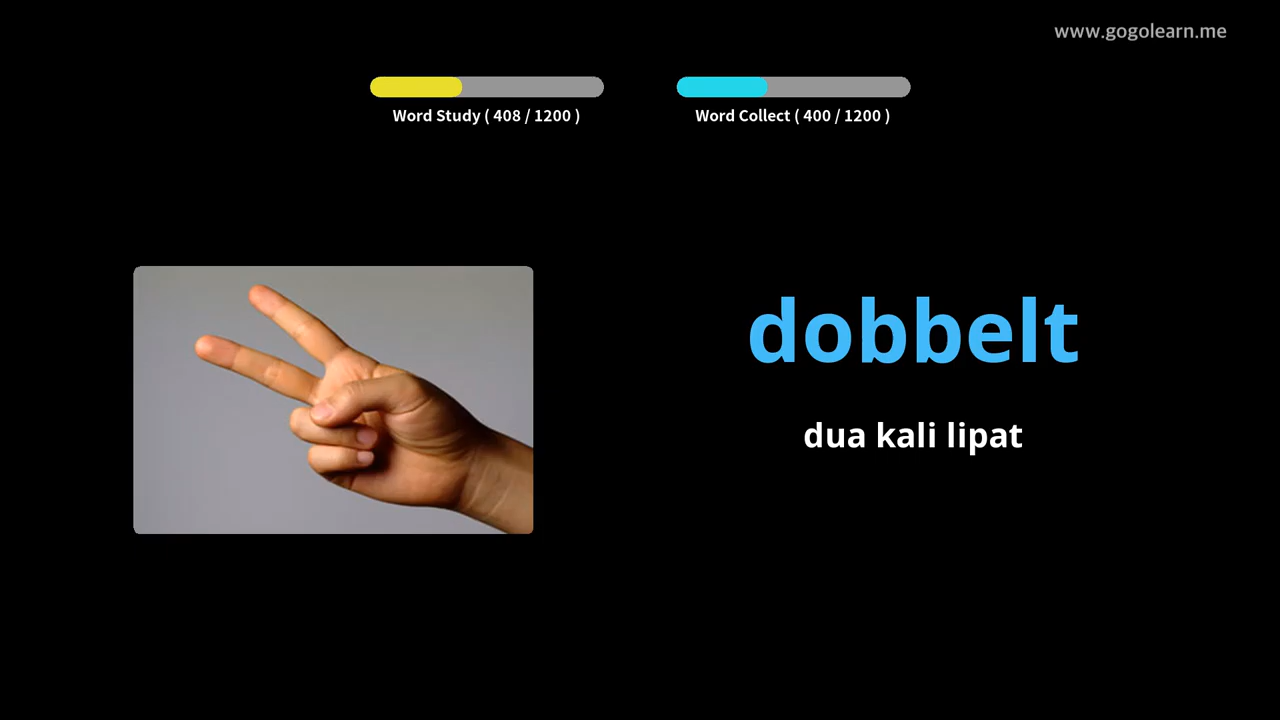 www.gogolearn.me
Word Study ( 408 / 1200 )
Word Collect ( 400 / 1200 )
dobbelt
dua kali lipat